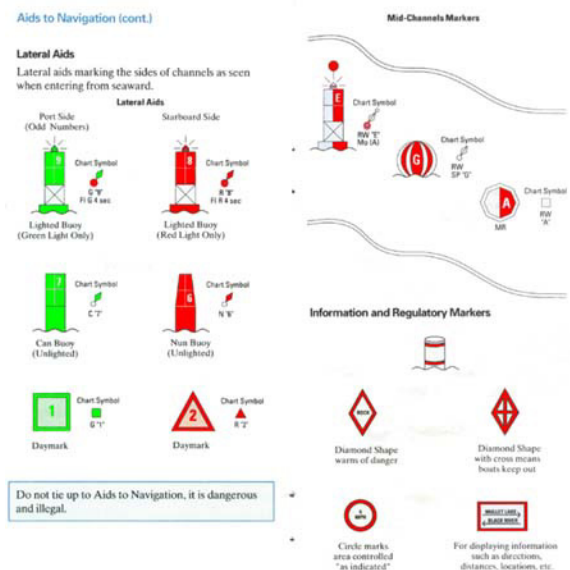 Aids to Navigation (cont.)
Lateral Aids
Lateral aids marking the sides of channels as seen
when entering from seaward.
Lateral Aids
Port Side
(Odd Numbers)
Starboard Side
9
Chart Symbol
G "9"
Fl G 4 sec
8
Chart Symbol
R "8"
Fl R 4 sec
Lighted Buoy
(Green Light Only)
Lighted Buoy
(Red Light Only)
7
Chart Symbol
C "7"
6
Chart Symbol
N "6"
Can Buoy
(Unlighted)
Nun Buoy
(Unlighted)
1
Chart Symbol
G "1"
2
Chart Symbol
R "2"
Daymark
Daymark
Do not tie up to Aids to Navigation, it is dangerous
and illegal.
Mid-Channels Markers
E
Chart Symbol
RW "E"
Mo (A)
G
Chart Symbol
RW
SP "G"
A
MR
Chart Symbol
RW
"A"
Information and Regulatory Markers
ROCK
Diamond Shape
warns of danger
Diamond Shape
with cross means
boats keep out
5
MPH
Circle marks
area controlled
"as indicated"
MULLET LAKE
BLACK RIVER
For displaying information
such as directions,
distances, locations, etc.